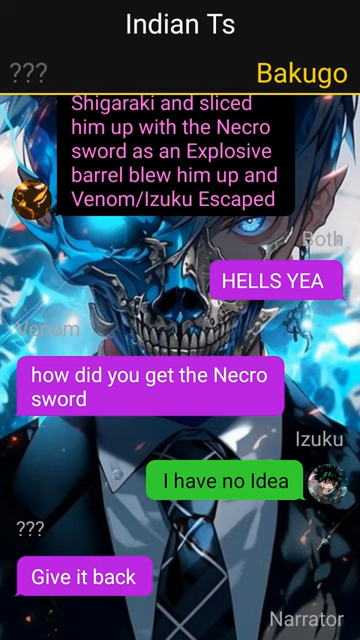 Indian Ts
???
Bakugo
Shigaraki and sliced
him up with the Necro
sword as an Explosive
barrel blew him up and
Venom/Izuku Escaped
Both
HELLS YEA
Venom
how did you get the Necro
sword
Izuku
I have no Idea
???
Give it back
Narrator